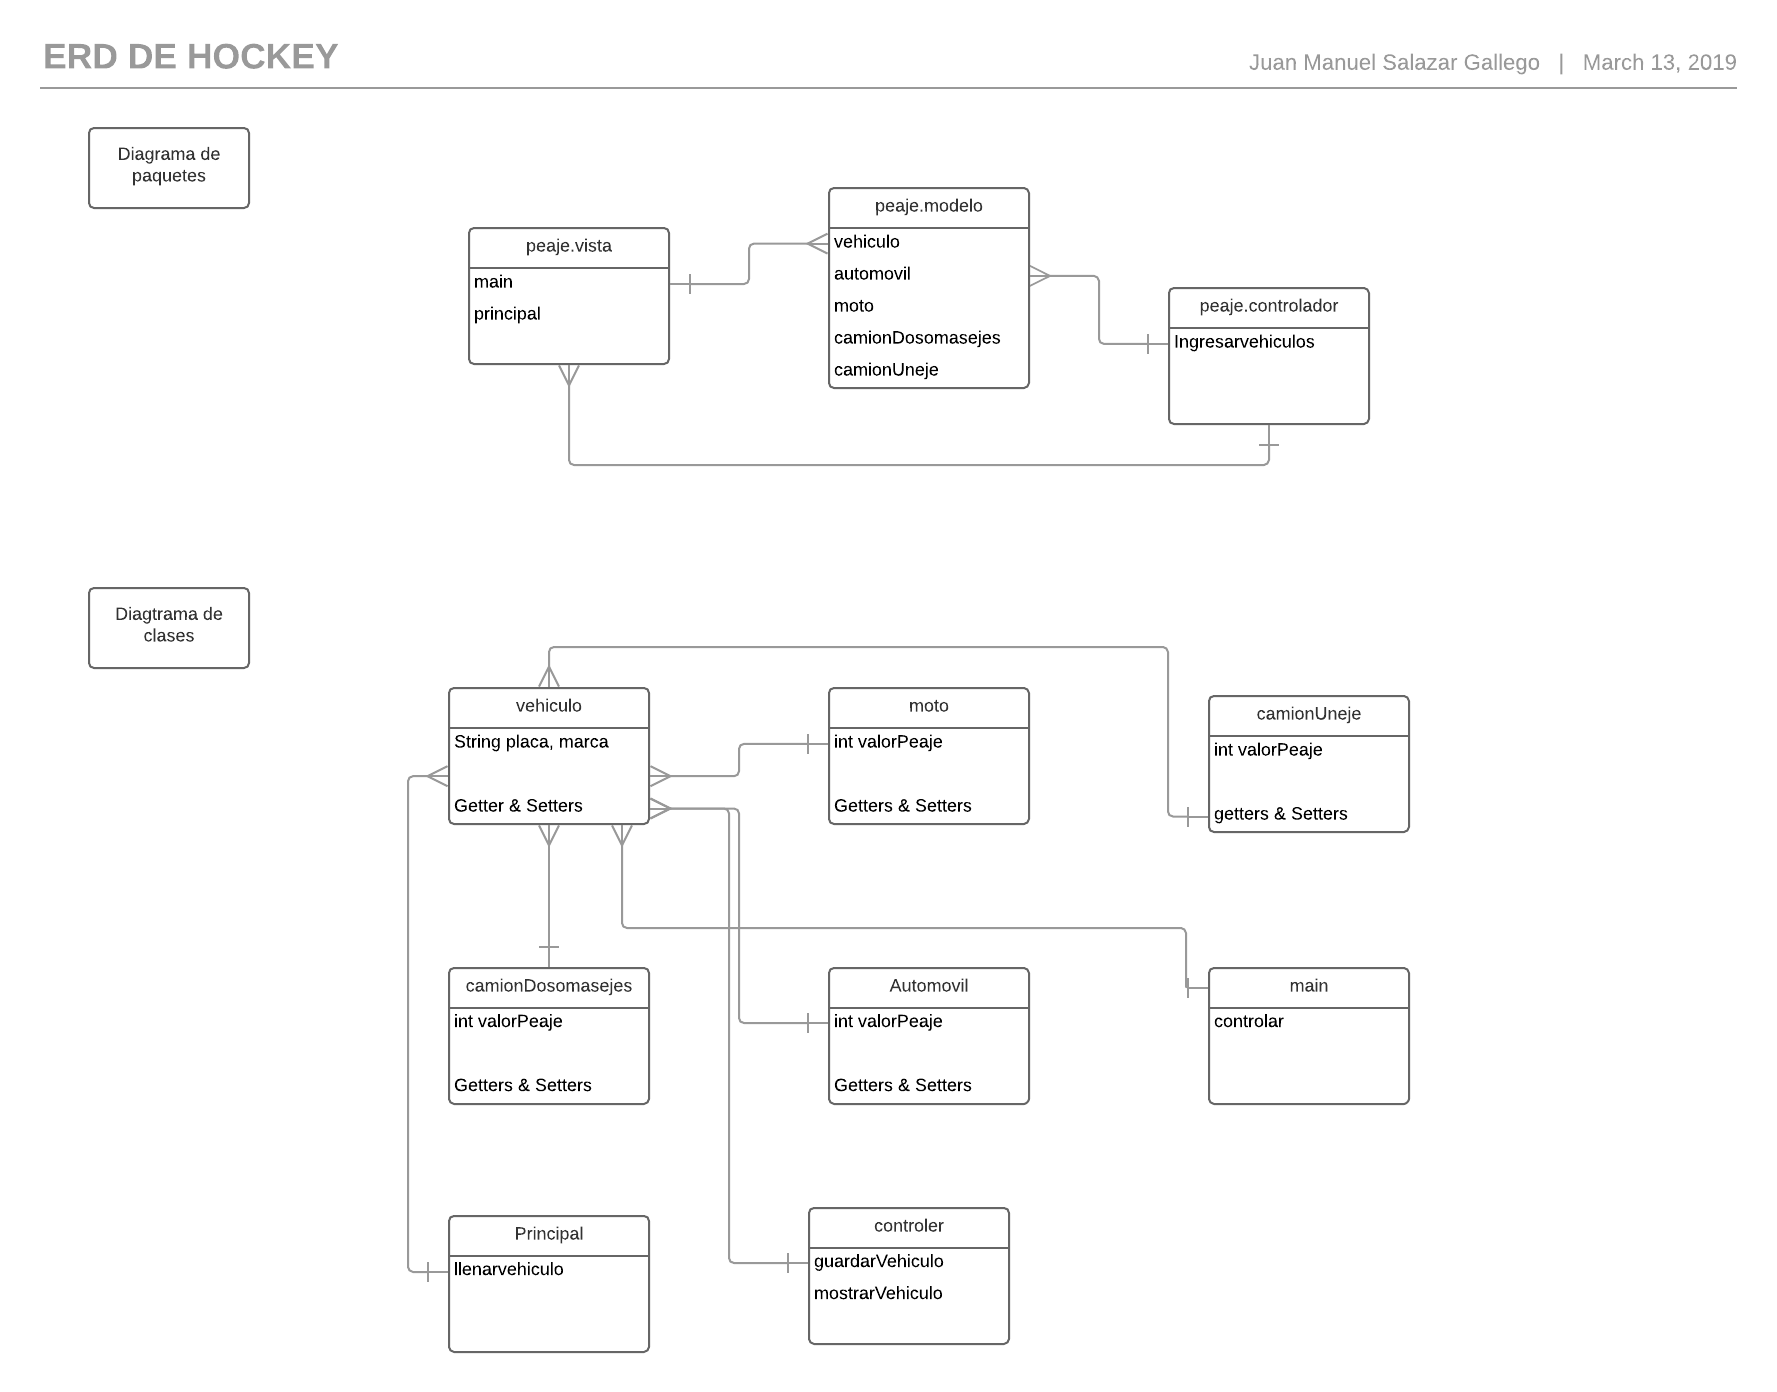 ERD DE HOCKEY
Juan Manuel Salazar Gallego | March 13, 2019
Diagrama de
paquetes
peaje.vista
main
principal
peaje.modelo
vehiculo
automovil
moto
camionDosomasejes
camionUneje
peaje.controlador
Ingresarvehiculos
Diagtrama de
clases
vehiculo
String placa, marca
Getter & Setters
moto
int valorPeaje
Getters & Setters
camionUneje
int valorPeaje
getters & Setters
camionDosomasejes
int valorPeaje
Getters & Setters
Automovil
int valorPeaje
Getters & Setters
main
controlar
Principal
llenarvehiculo
controler
guardarVehiculo
mostrarVehiculo